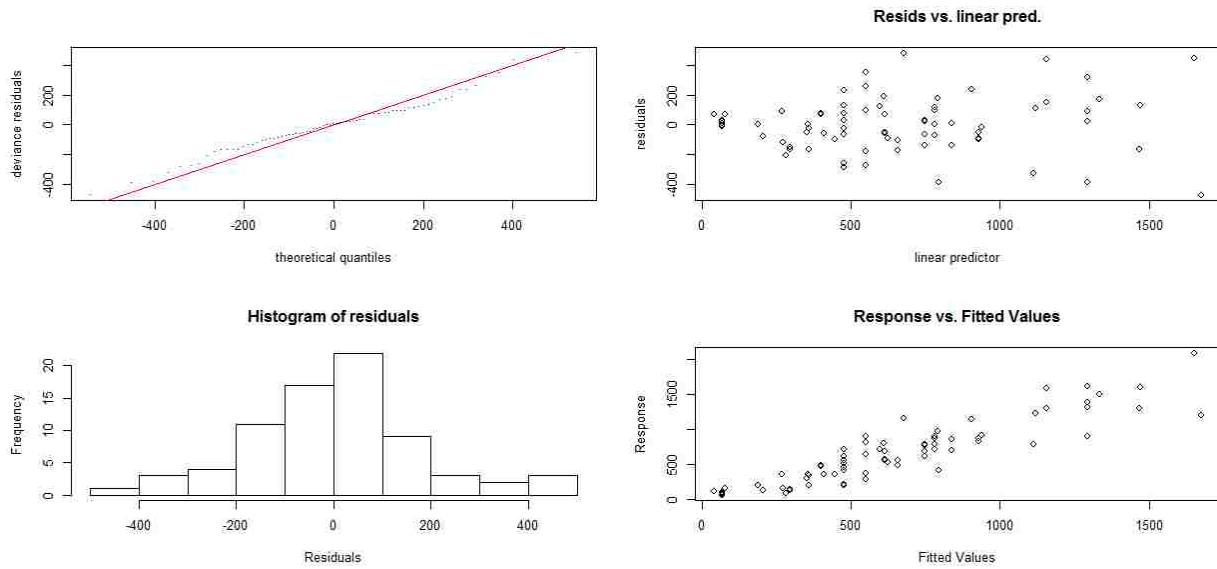 deviance residuals
200
0
-400
-400
-200
0
200
400
theoretical quantiles
Resids vs. linear pred.
residuals
200
0
-400
0
500
1000
1500
linear predictor
Histogram of residuals
Frequency
20
15
10
5
0
-400
-200
0
200
400
Residuals
Response vs. Fitted Values
Response
1500
500
0
0
500
1000
1500
Fitted Values